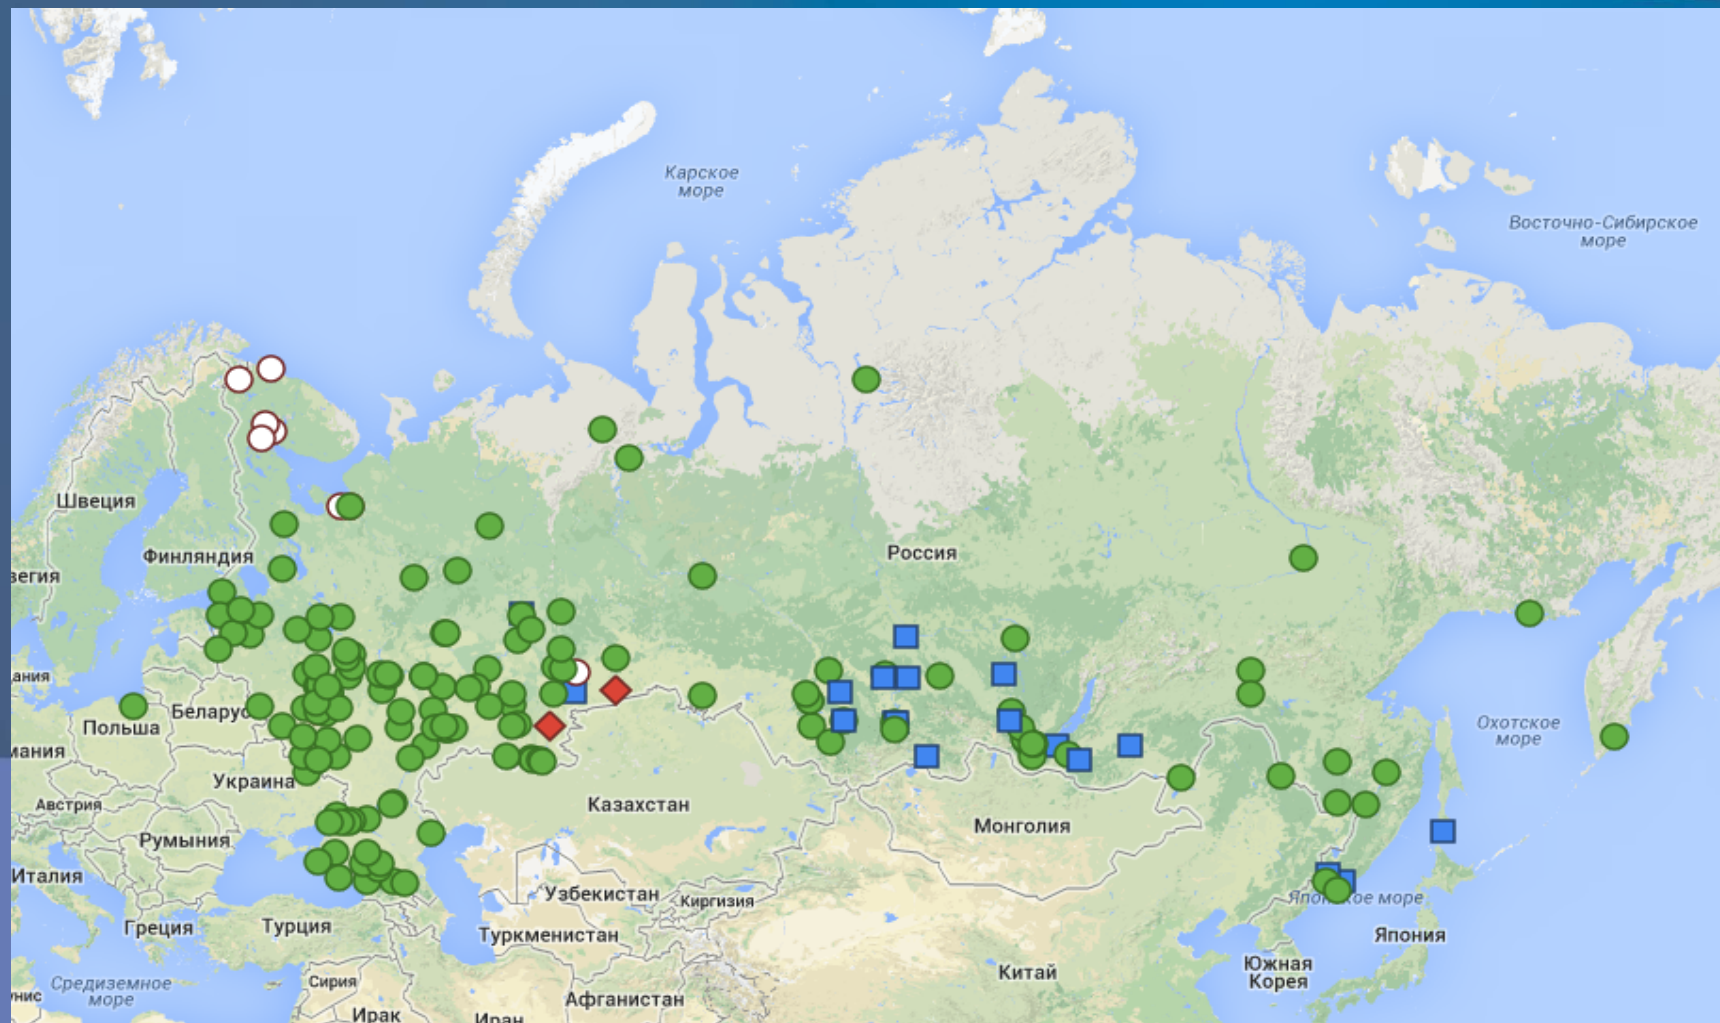 Карское
море
Восточно-Сибирское
море
Швеция
Россия
Финляндия
Охотское
море
Польша
Беларус
Украина
Казахстан
Австрия
Монголия
Румыния
Италия
Узбекистан
Киргизия
Японское море
Греция
Турция
Туркменистан
Япония
Южная
Корея
Китай
Средиземное
море
Сирия
Афганистан
Ирак
Иран